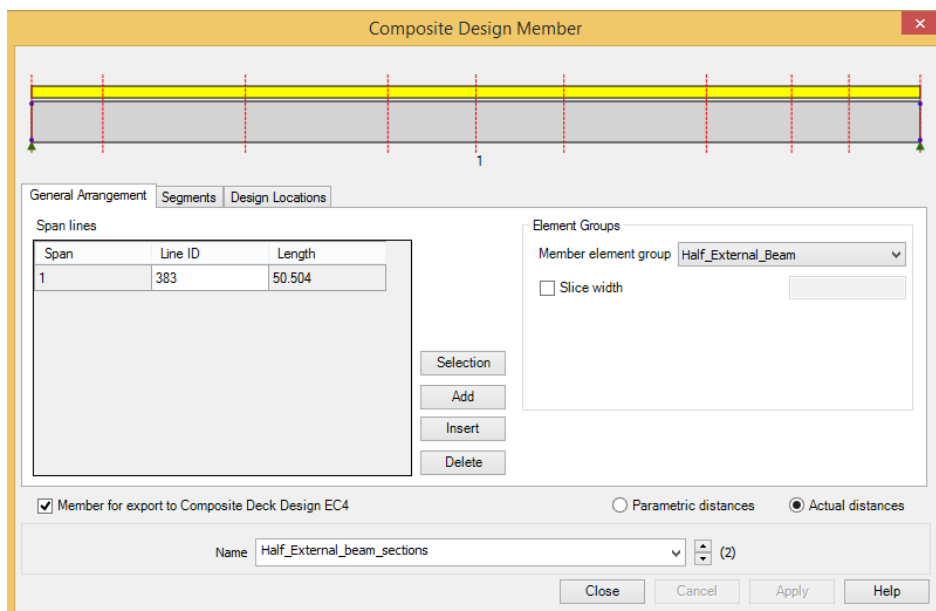 Composite Design Member
1
General Arrangement Segments Design Locations
Span lines
Span Line ID Length
1 383 50.504
Element Groups
Member element group Half_External_Beam
Slice width
Selection
Add
Insert
Delete
Member for export to Composite Deck Design EC4
Parametric distances Actual distances
Name Half_External_beam_sections (2)
Close Cancel Apply Help